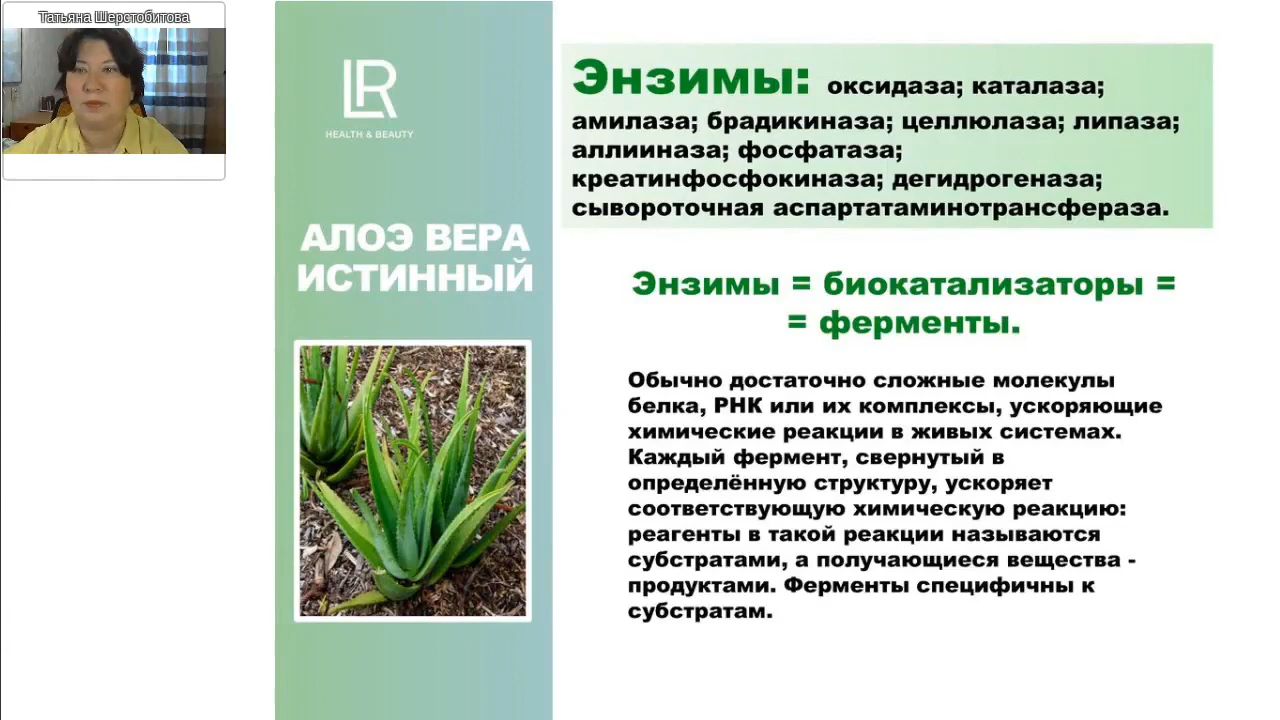 Татьяна Шерстобитова
LR
HEALTH & BEAUTY
АЛОЭ ВЕРА
ИСТИННЫЙ
Энзимы: оксидаза; каталаза;
амилаза; брадикиназа; целлюлаза; липаза;
аллииназа; фосфатаза;
креатинфосфокиназа; дегидрогеназа;
сывороточная аспартатаминотрансфераза.
Энзимы = биокатализаторы =
= ферменты.
Обычно достаточно сложные молекулы
белка, РНК или их комплексы, ускоряющие
химические реакции в живых системах.
Каждый фермент, свернутый в
определённую структуру, ускоряет
соответствующую химическую реакцию:
реагенты в такой реакции называются
субстратами, а получающиеся вещества -
продуктами. Ферменты специфичны к
субстратам.